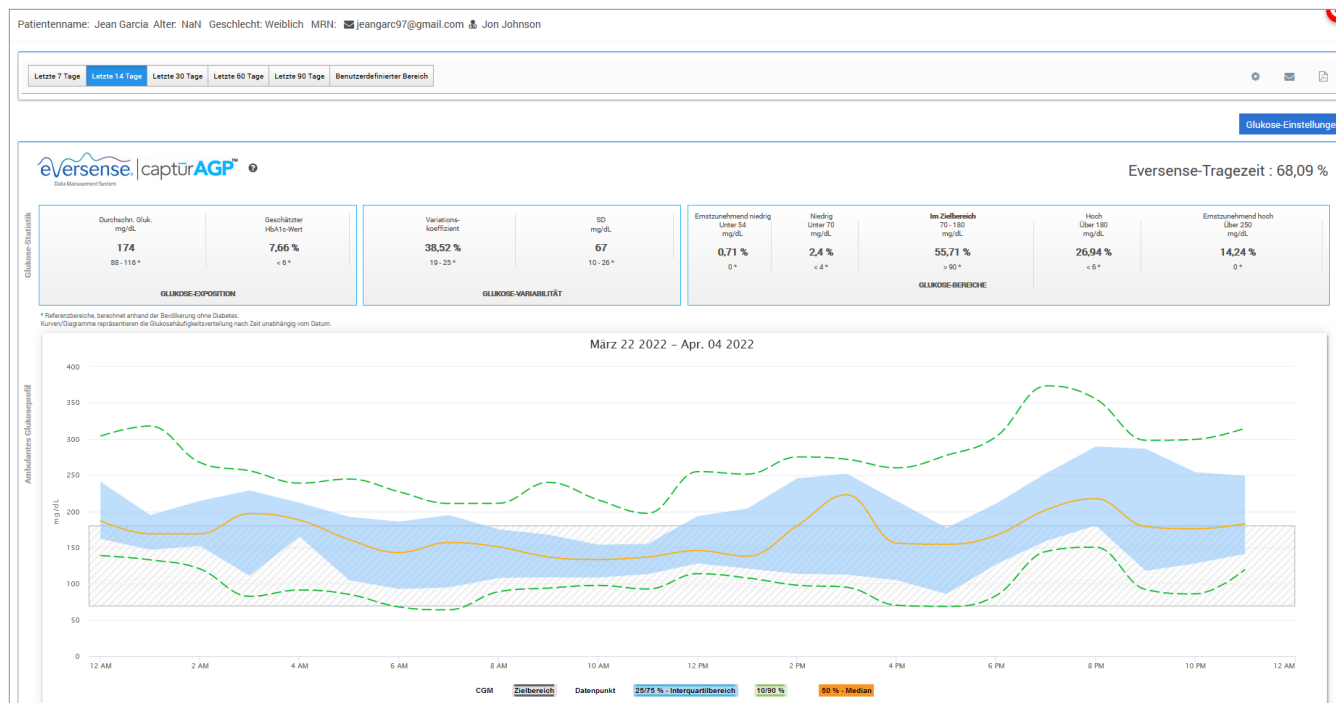 Patientenname: Jean Garcia Alter: NaN Geschlecht: Weiblich MRN: jeangarc97@gmail.com Jon Johnson
Letzte 7 Tage Letzte 14 Tage Letzte 30 Tage Letzte 60 Tage Letzte 90 Tage Benutzerdefinierter Bereich
Glukose-Einstellunge
eversense. captūrAGP™
Data Management System
Eversense-Tragezeit : 68,09 %
Glukose-Statistik
Durchschn. Gluk.
mg/dL
174
88 - 116 *
Geschätzter
HbA1c-Wert
7,66 %
< 6 *
GLUKOSE-EXPOSITION
Variations-
koeffizient
38,52 %
19 - 25 *
SD
mg/dL
67
10 - 26 *
GLUKOSE-VARIABILITÄT
Ernstzunehmend niedrig
Unter 54
mg/dL
0,71 %
0 *
Niedrig
Unter 70
mg/dL
2,4 %
< 4 *
Im Zielbereich
70 - 180
mg/dL
55,71 %
> 90 *
Hoch
Über 180
mg/dL
26,94 %
< 6 *
Ernstzunehmend hoch
Über 250
mg/dL
14,24 %
0 *
GLUKOSE-BEREICHE
* Referenzbereiche, berechnet anhand der Bevölkerung ohne Diabetes.
Kurven/Diagramme repräsentieren die Glukosehäufigkeitsverteilung nach Zeit unabhängig vom Datum.
Ambulantes Glukoseprofil
März 22 2022 – Apr. 04 2022
mg/dL
400
350
300
250
200
150
100
50
0
12 AM 2 AM 4 AM 6 AM 8 AM 10 AM 12 PM 2 PM 4 PM 6 PM 8 PM 10 PM 12 AM
CGM Zielbereich Datenpunkt 25/75 % - Interquartilbereich 10/90 % 50 % - Median